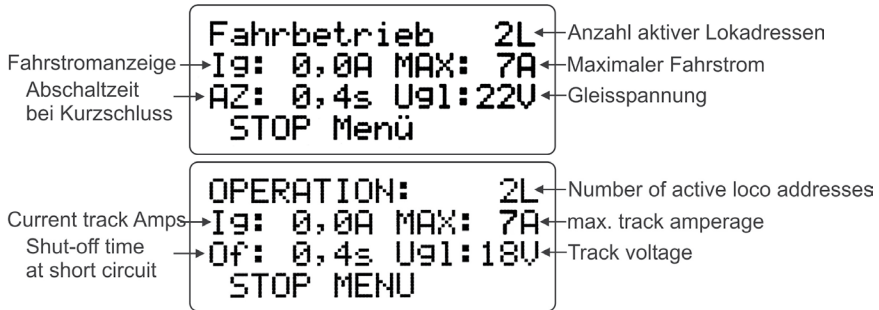 Fahrbetrieb 2L Anzahl aktiver Lokadressen
Fahrstromanzeige Ig: 0,0A MAX: 7A Maximaler Fahrstrom
Abschaltzeit
bei Kurzschluss AZ: 0,4s Ugl:22V Gleisspannung
STOP Menü
OPERATION: 2L Number of active loco addresses
Current track Amps Ig: 0,0A MAX: 7A max. track amperage
Shut-off time
at short circuit Of: 0,4s Ugl:18V Track voltage
STOP MENU